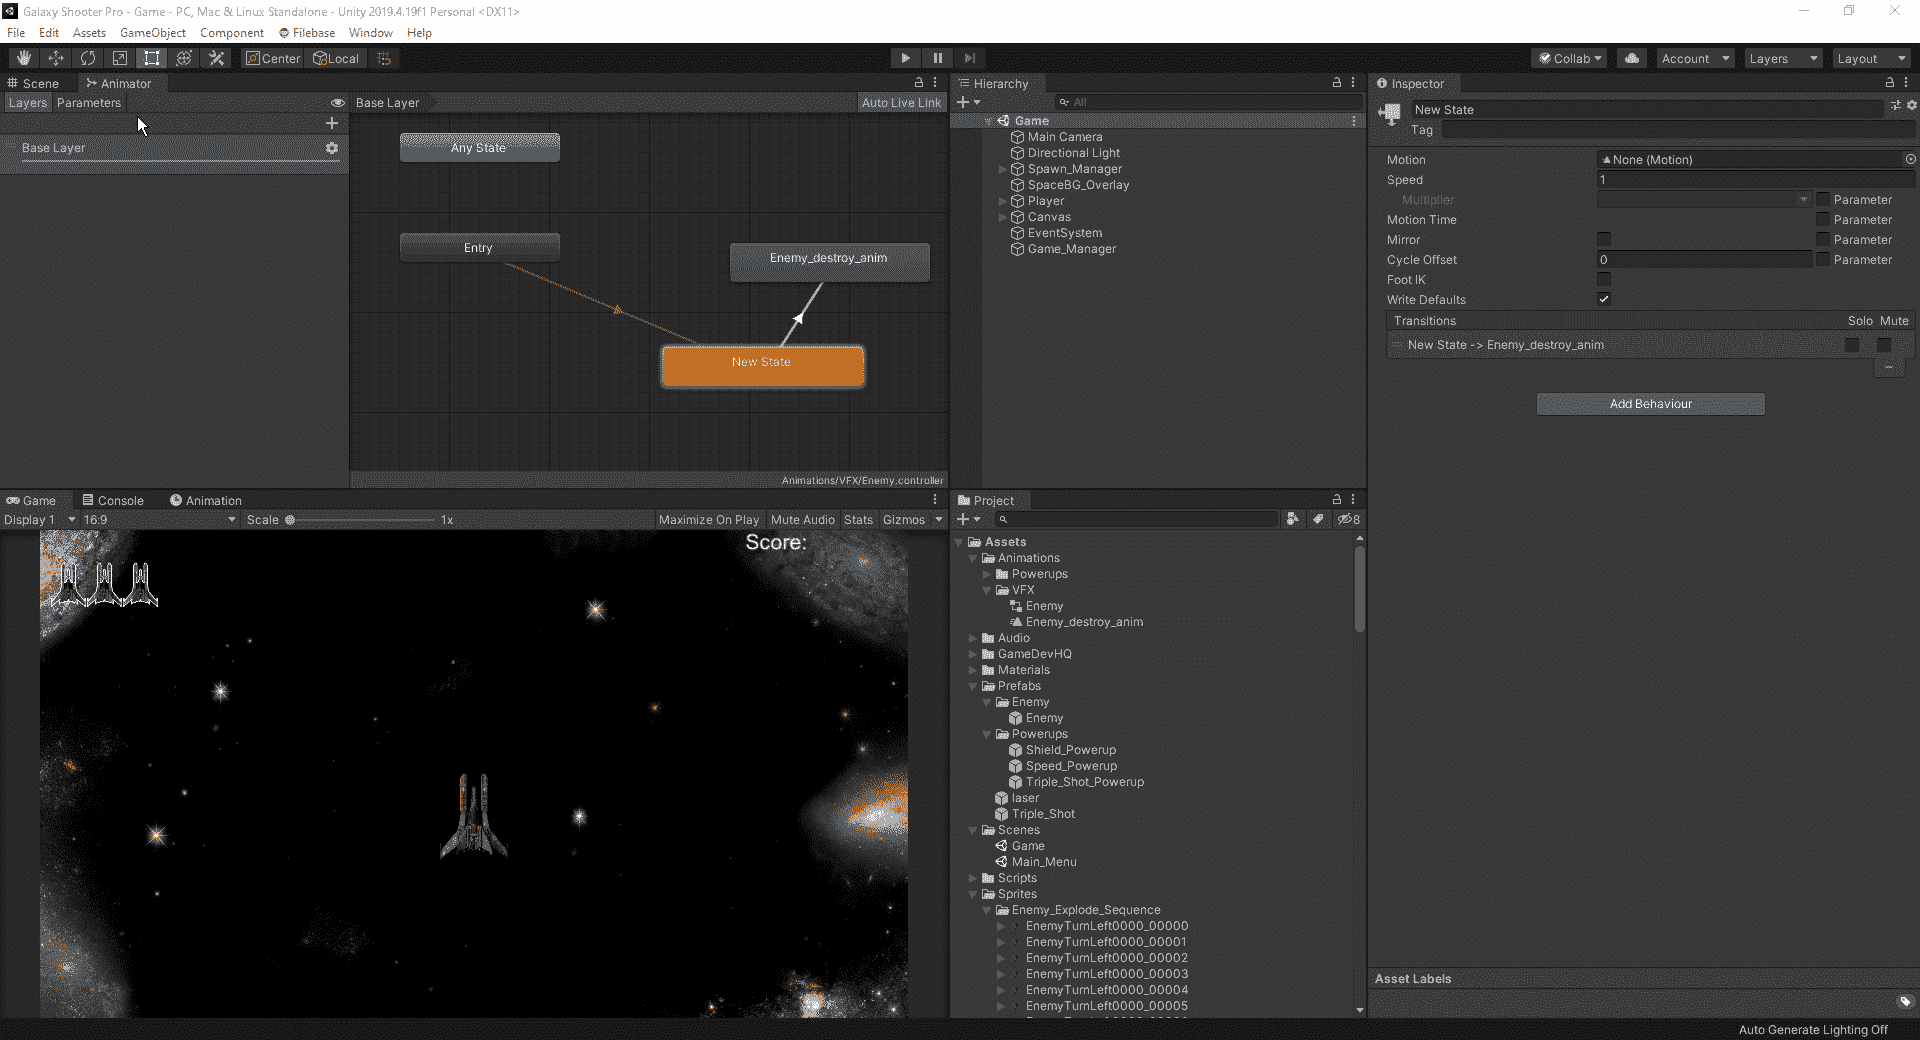 Galaxy Shooter Pro - Game - PC, Mac & Linux Standalone - Unity 2019.4.19f1 Personal <DX11>
File Edit Assets GameObject Component Filebase Window Help
Center Local Collab Account Layers Layout
Scene Animator
Layers Parameters Base Layer Auto Live Link
Base Layer
Any State
Entry
Enemy_destroy_anim
New State
Animations/VFX/Enemy.controller
Hierarchy
All
Game
Main Camera
Directional Light
Spawn_Manager
SpaceBG_Overlay
Player
Canvas
EventSystem
Game_Manager
Inspector
New State
Tag
Motion None (Motion)
Speed 1
Multiplier Parameter
Motion Time Parameter
Mirror Parameter
Cycle Offset 0 Parameter
Foot IK
Write Defaults
Transitions Solo Mute
New State -> Enemy_destroy_anim
Add Behaviour
Asset Labels
Game Console Animation
Display 1 16:9 Scale 1x Maximize On Play Mute Audio Stats Gizmos
Score:
Project
8
Assets
Animations
Powerups
VFX
Enemy
Enemy_destroy_anim
Audio
GameDevHQ
Materials
Prefabs
Enemy
Enemy
Powerups
Shield_Powerup
Speed_Powerup
Triple_Shot_Powerup
laser
Triple_Shot
Scenes
Game
Main_Menu
Scripts
Sprites
Enemy_Explode_Sequence
EnemyTurnLeft0000_00000
EnemyTurnLeft0000_00001
EnemyTurnLeft0000_00002
EnemyTurnLeft0000_00003
EnemyTurnLeft0000_00004
EnemyTurnLeft0000_00005
Auto Generate Lighting Off